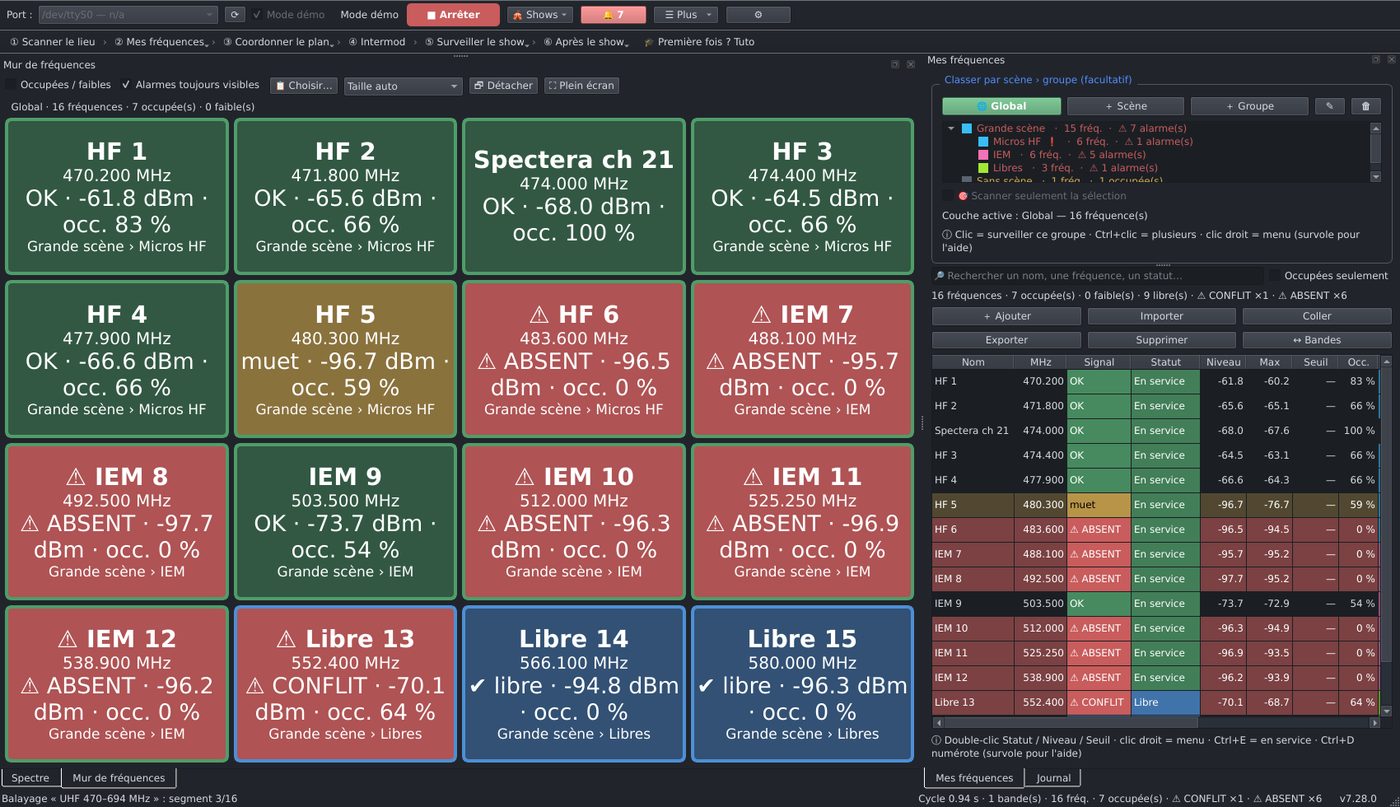 Port : /dev/ttyS0 — n/a Mode démo Mode démo Arrêter Shows 7 Plus
① Scanner le lieu › ② Mes fréquences › ③ Coordonner le plan › ④ Intermod › ⑤ Surveiller le show › ⑥ Après le show Première fois ? Tuto
Mur de fréquences
Occupées / faibles Alarmes toujours visibles Choisir… Taille auto Détacher Plein écran
Global · 16 fréquences · 7 occupée(s) · 0 faible(s)
HF 1
470.200 MHz
OK · -61.8 dBm ·
occ. 83 %
Grande scène › Micros HF
HF 2
471.800 MHz
OK · -65.6 dBm ·
occ. 66 %
Grande scène › Micros HF
Spectera ch 21
474.000 MHz
OK · -68.0 dBm ·
occ. 100 %
HF 3
474.400 MHz
OK · -64.5 dBm ·
occ. 66 %
Grande scène › Micros HF
HF 4
477.900 MHz
OK · -66.6 dBm ·
occ. 66 %
Grande scène › Micros HF
HF 5
480.300 MHz
muet · -96.7 dBm ·
occ. 59 %
Grande scène › Micros HF
⚠ HF 6
483.600 MHz
⚠ ABSENT · -96.5
dBm · occ. 0 %
Grande scène › Micros HF
⚠ IEM 7
488.100 MHz
⚠ ABSENT · -95.7
dBm · occ. 0 %
Grande scène › IEM
⚠ IEM 8
492.500 MHz
⚠ ABSENT · -97.7
dBm · occ. 0 %
Grande scène › IEM
IEM 9
503.500 MHz
OK · -73.7 dBm ·
occ. 54 %
Grande scène › IEM
⚠ IEM 10
512.000 MHz
⚠ ABSENT · -96.3
dBm · occ. 0 %
Grande scène › IEM
⚠ IEM 11
525.250 MHz
⚠ ABSENT · -96.9
dBm · occ. 0 %
Grande scène › IEM
⚠ IEM 12
538.900 MHz
⚠ ABSENT · -96.2
dBm · occ. 0 %
Grande scène › IEM
⚠ Libre 13
552.400 MHz
⚠ CONFLIT · -70.1
dBm · occ. 64 %
Grande scène › Libres
Libre 14
566.100 MHz
✔ libre · -94.8 dBm
· occ. 0 %
Grande scène › Libres
Libre 15
580.000 MHz
✔ libre · -96.3 dBm
· occ. 0 %
Grande scène › Libres
Spectre Mur de fréquences
Balayage « UHF 470–694 MHz » : segment 3/16
Mes fréquences
Classer par scène › groupe (facultatif)
Global + Scène + Groupe
Grande scène · 15 fréq. · ⚠ 7 alarme(s)
Micros HF ❗ · 6 fréq. · ⚠ 1 alarme(s)
IEM · 6 fréq. · ⚠ 5 alarme(s)
Libres · 3 fréq. · ⚠ 1 alarme(s)
Sans scène · 1 fréq. · 1 occupée(s)
Scanner seulement la sélection
Couche active : Global — 16 fréquence(s)
ⓘ Clic = surveiller ce groupe · Ctrl+clic = plusieurs · clic droit = menu (survole pour
l'aide)
Rechercher un nom, une fréquence, un statut… Occupées seulement
16 fréquences · 7 occupée(s) · 0 faible(s) · 9 libre(s) · ⚠ CONFLIT ×1 · ⚠ ABSENT ×6
+ Ajouter Importer Coller
Exporter Supprimer ↔ Bandes
Nom MHz Signal Statut Niveau Max Seuil Occ.
HF 1 470.200 OK En service -61.8 -60.2 — 83 %
HF 2 471.800 OK En service -65.6 -65.1 — 66 %
Spectera ch 21 474.000 OK En service -68.0 -67.6 — 100 %
HF 3 474.400 OK En service -64.5 -63.1 — 66 %
HF 4 477.900 OK En service -66.6 -64.3 — 66 %
HF 5 480.300 muet En service -96.7 -76.7 — 59 %
HF 6 483.600 ⚠ ABSENT En service -96.5 -94.5 — 0 %
IEM 7 488.100 ⚠ ABSENT En service -95.7 -95.2 — 0 %
IEM 8 492.500 ⚠ ABSENT En service -97.7 -95.2 — 0 %
IEM 9 503.500 OK En service -73.7 -72.9 — 54 %
IEM 10 512.000 ⚠ ABSENT En service -96.3 -94.9 — 0 %
IEM 11 525.250 ⚠ ABSENT En service -96.9 -93.5 — 0 %
IEM 12 538.900 ⚠ ABSENT En service -96.2 -93.9 — 0 %
Libre 13 552.400 ⚠ CONFLIT Libre -70.1 -68.7 — 64 %
ⓘ Double-clic Statut / Niveau / Seuil · clic droit = menu · Ctrl+E = en service · Ctrl+D
numérote (survole pour l'aide)
Mes fréquences Journal
Cycle 0.94 s · 1 bande(s) · 16 fréq. · 7 occupée(s) · ⚠ CONFLIT ×1 · ⚠ ABSENT ×6 v7.28.0